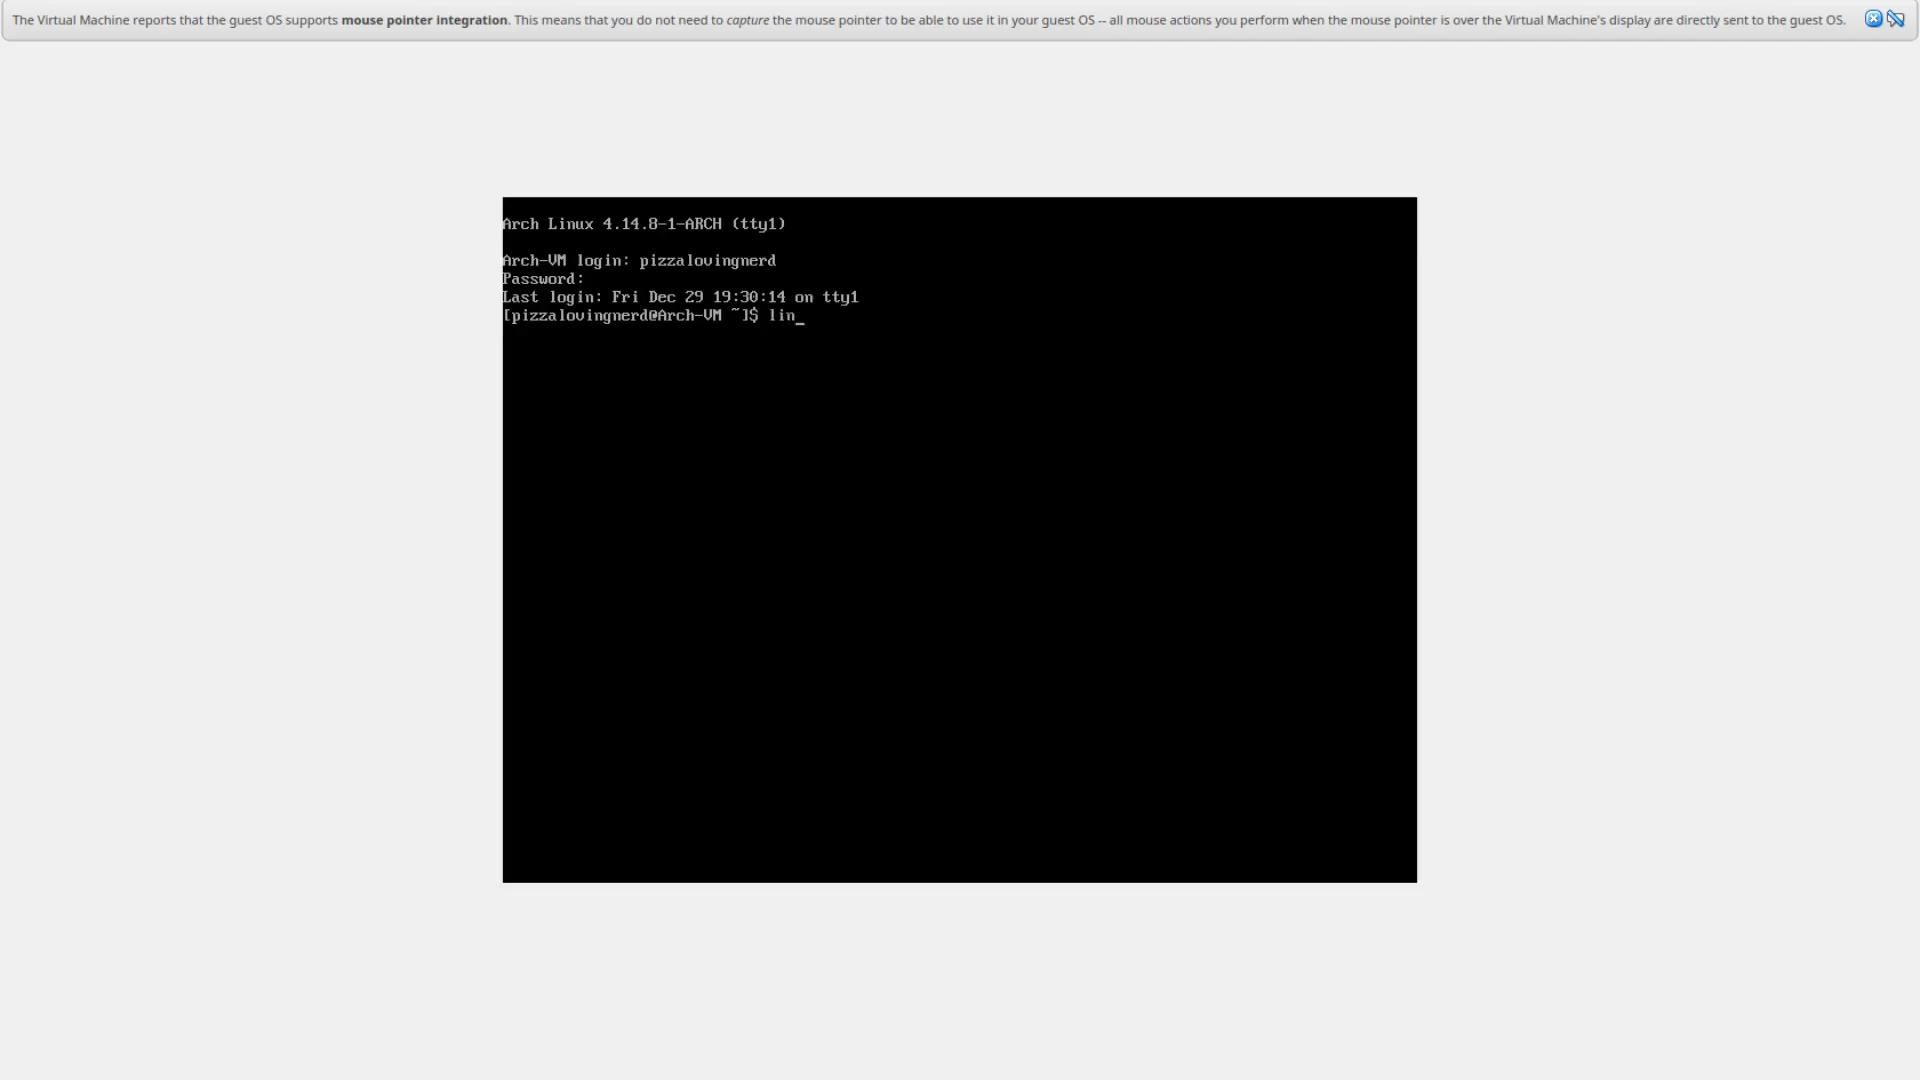 The Virtual Machine reports that the guest OS supports mouse pointer integration. This means that you do not need to capture the mouse pointer to be able to use it in your guest OS -- all mouse actions you perform when the mouse pointer is over the Virtual Machine's display are directly sent to the guest OS.
Arch Linux 4.14.8-1-ARCH (tty1)
Arch-VM login: pizzalovingnerd
Password:
Last login: Fri Dec 29 19:30:14 on tty1
[pizzalovingnerd@Arch-VM ~]$ lin_